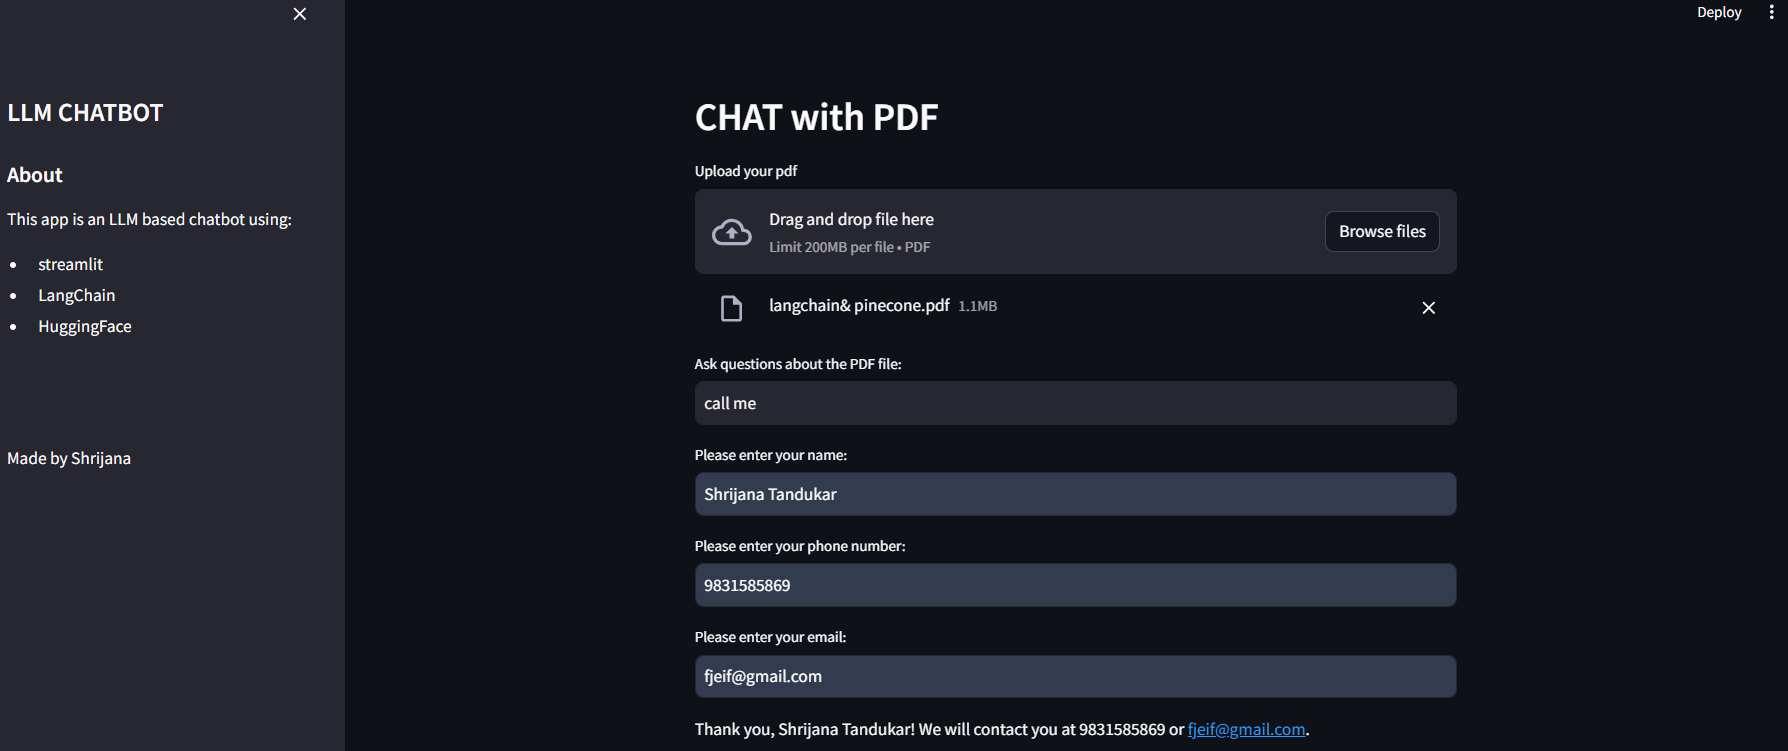 Deploy
LLM CHATBOT
About
This app is an LLM based chatbot using:
• streamlit
• LangChain
• HuggingFace
Made by Shrijana
CHAT with PDF
Upload your pdf
Drag and drop file here
Limit 200MB per file • PDF
Browse files
langchain& pinecone.pdf 1.1MB
Ask questions about the PDF file:
call me
Please enter your name:
Shrijana Tandukar
Please enter your phone number:
9831585869
Please enter your email:
fjeif@gmail.com
Thank you, Shrijana Tandukar! We will contact you at 9831585869 or fjeif@gmail.com.